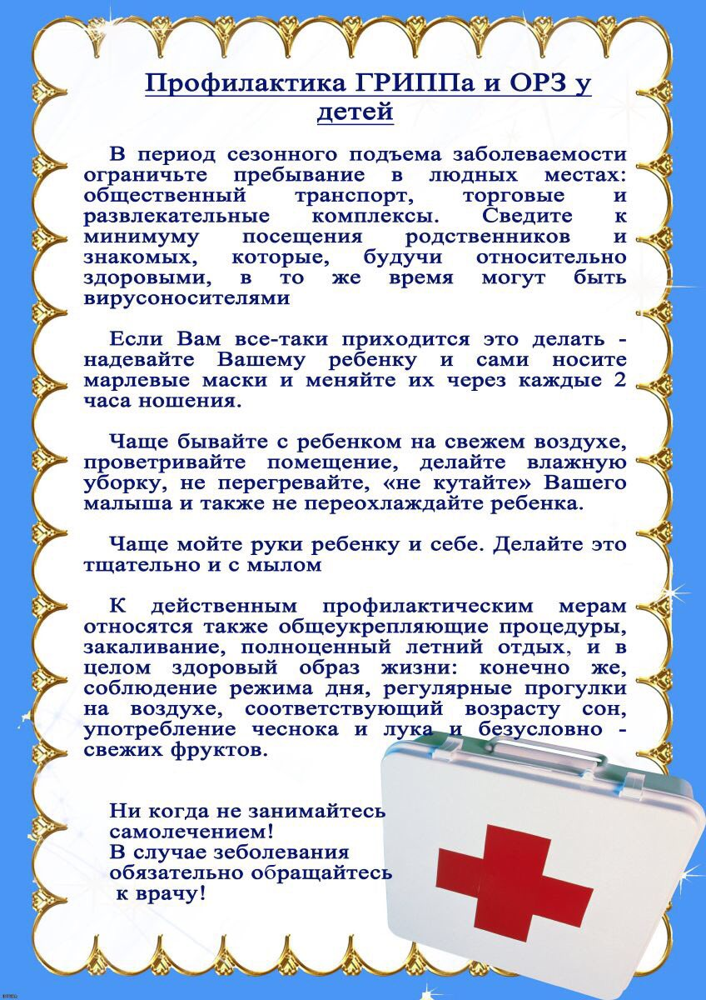 Профилактика ГРИППа и ОРЗ у
детей
В период сезонного подъема заболеваемости
ограничьте пребывание в людных местах:
общественный транспорт, торговые и
развлекательные комплексы. Сведите к
минимуму посещения родственников и
знакомых, которые, будучи относительно
здоровыми, в то же время могут быть
вирусоносителями
Если Вам все-таки приходится это делать -
надевайте Вашему ребенку и сами носите
марлевые маски и меняйте их через каждые 2
часа ношения.
Чаще бывайте с ребенком на свежем воздухе,
проветривайте помещение, делайте влажную
уборку, не перегревайте, «не кутайте» Вашего
малыша и также не переохлаждайте ребенка.
Чаще мойте руки ребенку и себе. Делайте это
тщательно и с мылом
К действенным профилактическим мерам
относятся также общеукрепляющие процедуры,
закаливание, полноценный летний отдых, и в
целом здоровый образ жизни: конечно же,
соблюдение режима дня, регулярные прогулки
на воздухе, соответствующий возрасту сон,
употребление чеснока и лука и безусловно -
свежих фруктов.
Ни когда не занимайтесь
самолечением!
В случае зеболевания
обязательно обращайтесь
к врачу!